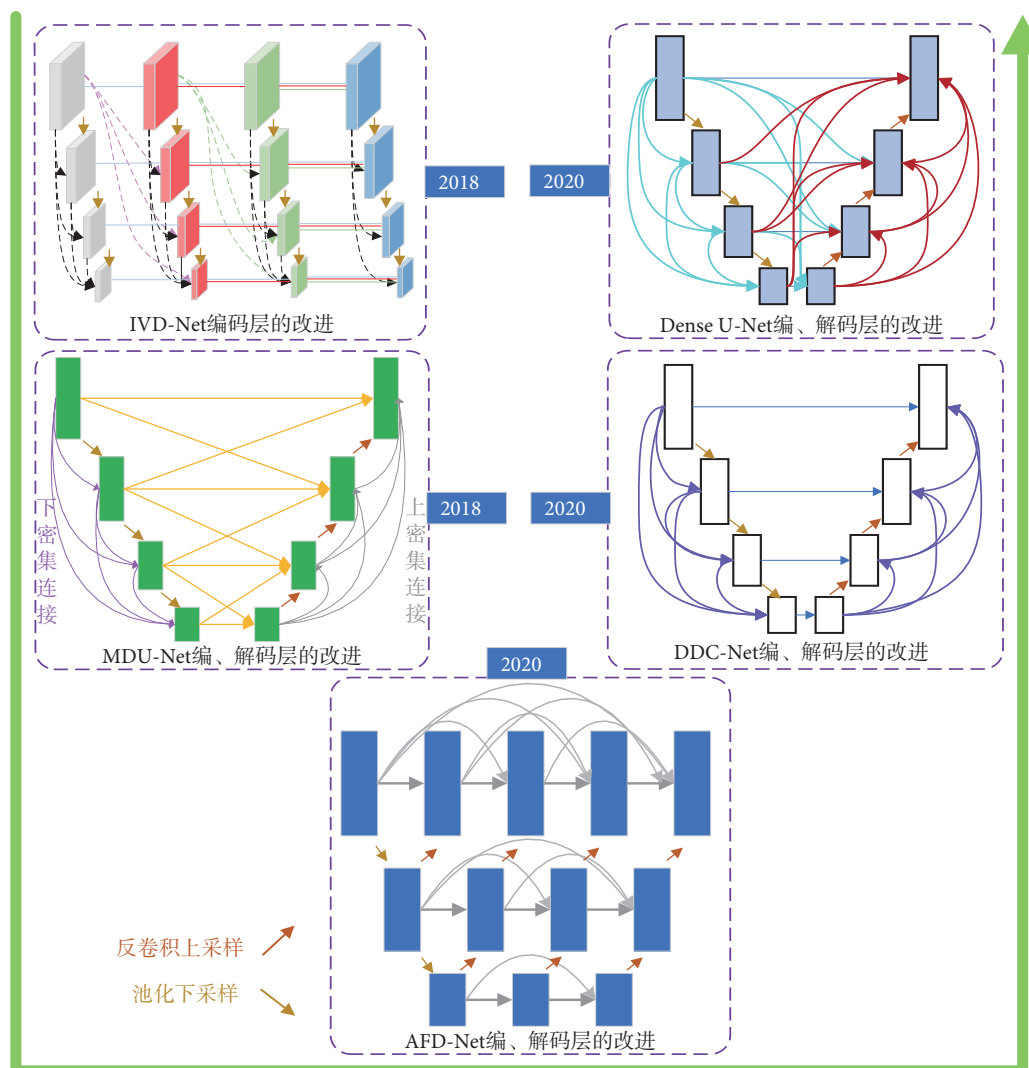 2018
2020
IVD-Net编码层的改进
Dense U-Net编、解码层的改进
下密集连接
上密集连接
2018
2020
MDU-Net编、解码层的改进
DDC-Net编、解码层的改进
2020
反卷积上采样
池化下采样
AFD-Net编、解码层的改进